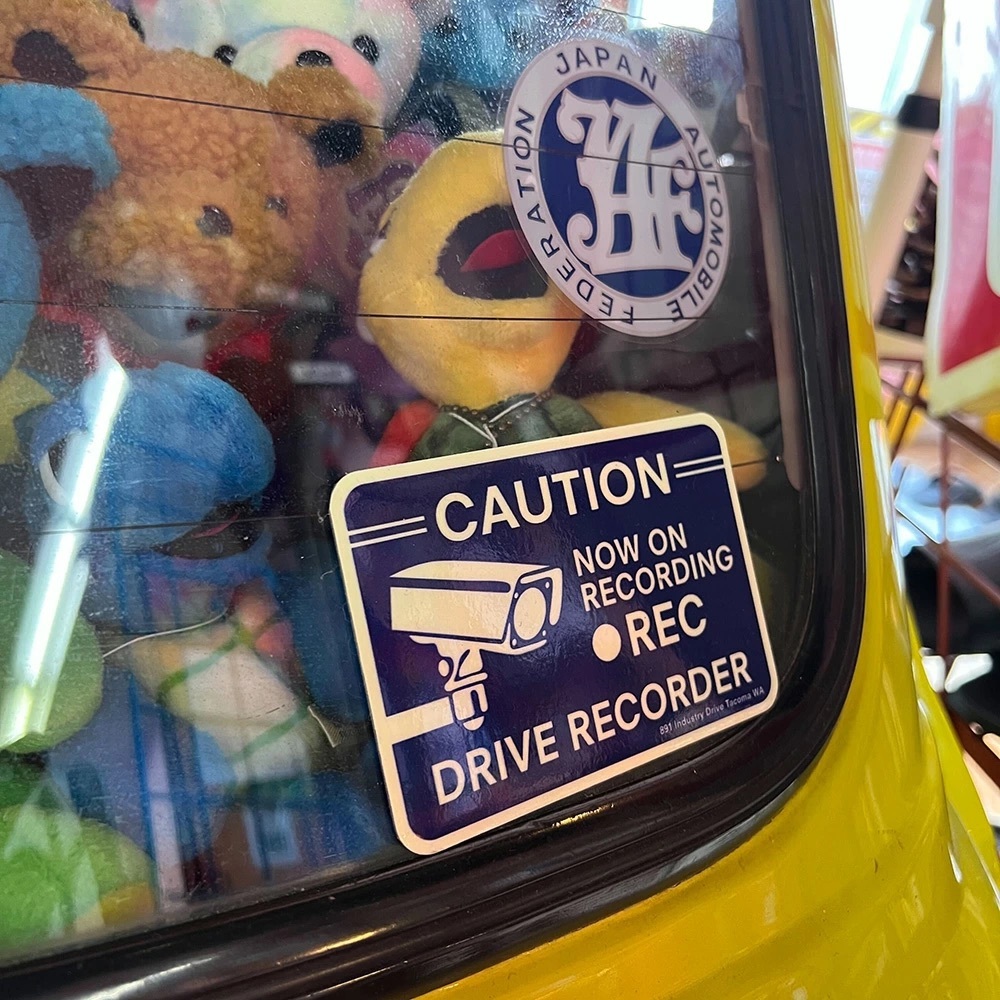 JAPAN AUTOMOBILE FEDERATION
JAF
CAUTION
NOW ON
RECORDING
REC
DRIVE RECORDER
891 Industry Drive Tacoma WA